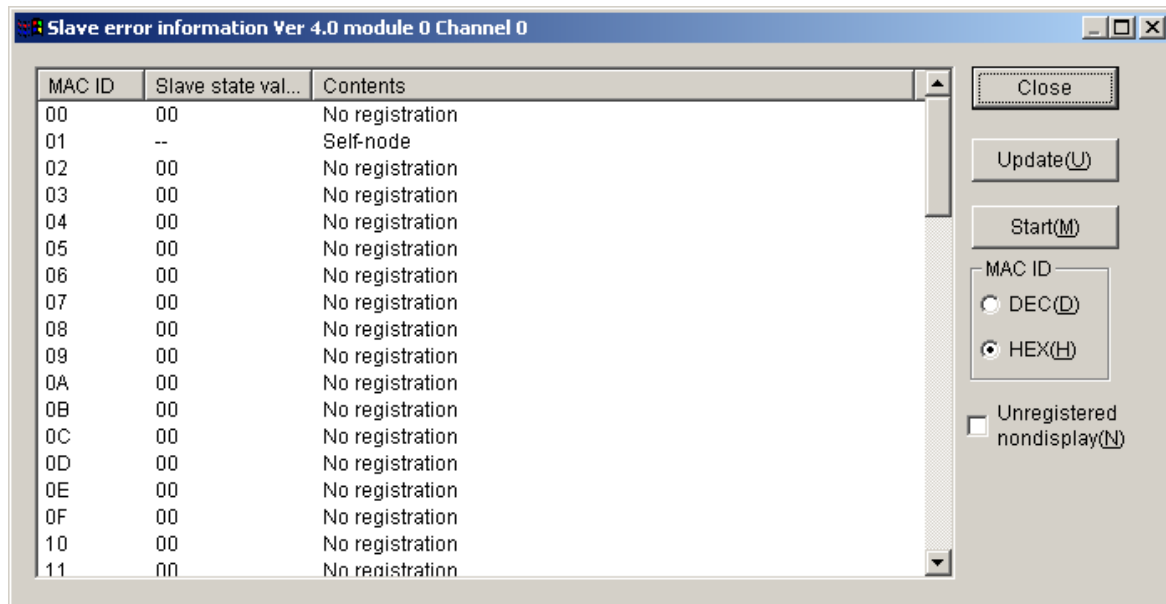 Slave error information Ver 4.0 module 0 Channel 0
MAC ID Slave state val... Contents
00 00 No registration
01 -- Self-node
02 00 No registration
03 00 No registration
04 00 No registration
05 00 No registration
06 00 No registration
07 00 No registration
08 00 No registration
09 00 No registration
0A 00 No registration
0B 00 No registration
0C 00 No registration
0D 00 No registration
0E 00 No registration
0F 00 No registration
10 00 No registration
11 00 No registration
Close
Update(U)
Start(M)
MAC ID
DEC(D)
HEX(H)
Unregistered
nondisplay(N)